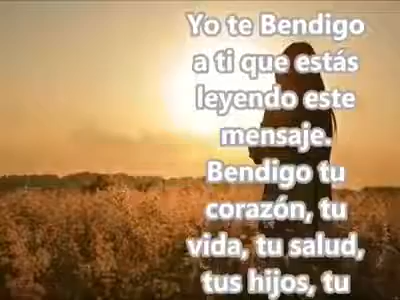 Yo te Bendigo
a ti que estás
leyendo este
mensaje.
Bendigo tu
corazón, tu
vida, tu salud,
tus hijos, tu